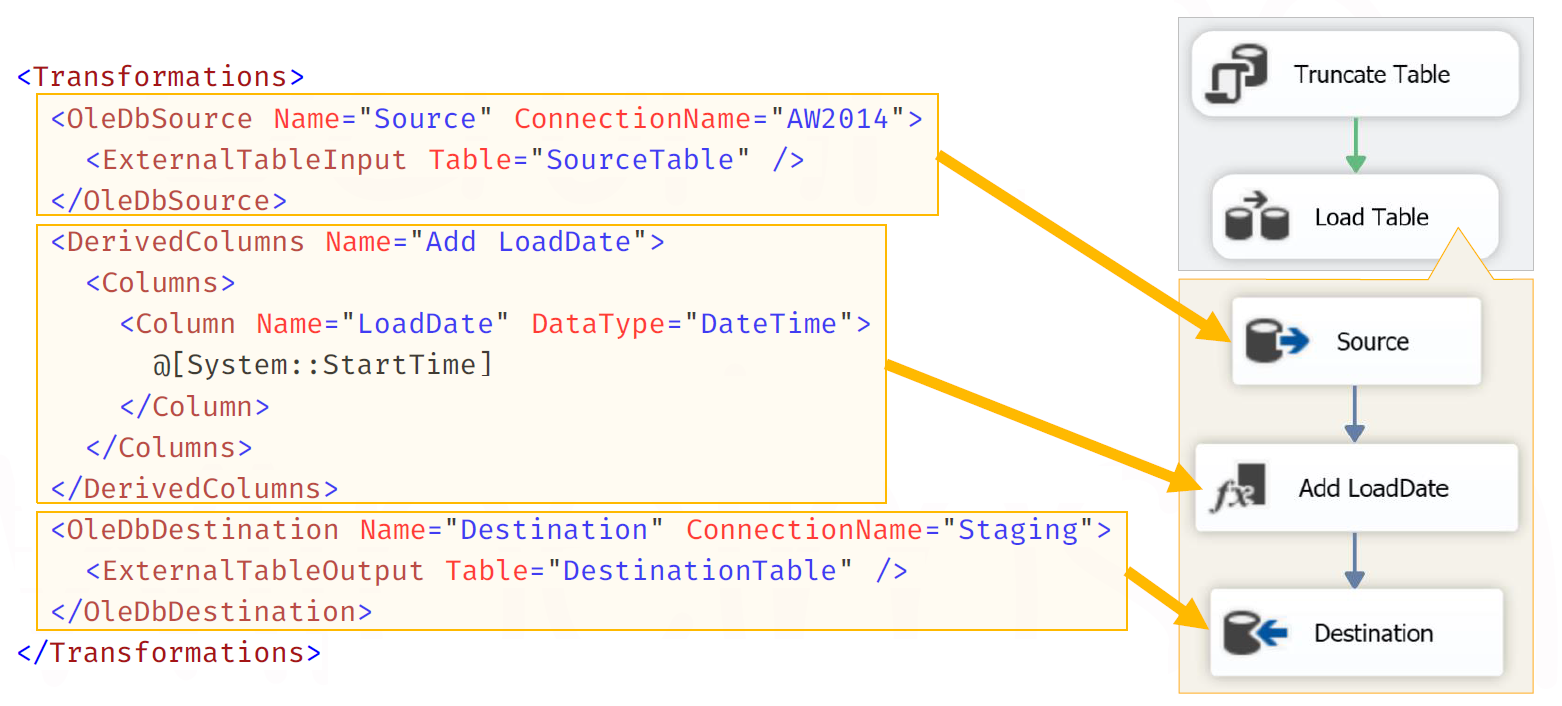 <Transformations>
<OleDbSource Name="Source" ConnectionName="AW2014">
<ExternalTableInput Table="SourceTable" />
</OleDbSource>
<DerivedColumns Name="Add LoadDate">
<Columns>
<Column Name="LoadDate" DataType="DateTime">
@[System::StartTime]
</Column>
</Columns>
</DerivedColumns>
<OleDbDestination Name="Destination" ConnectionName="Staging">
<ExternalTableOutput Table="DestinationTable" />
</OleDbDestination>
</Transformations>
Truncate Table
Load Table
Source
fx
Add LoadDate
Destination